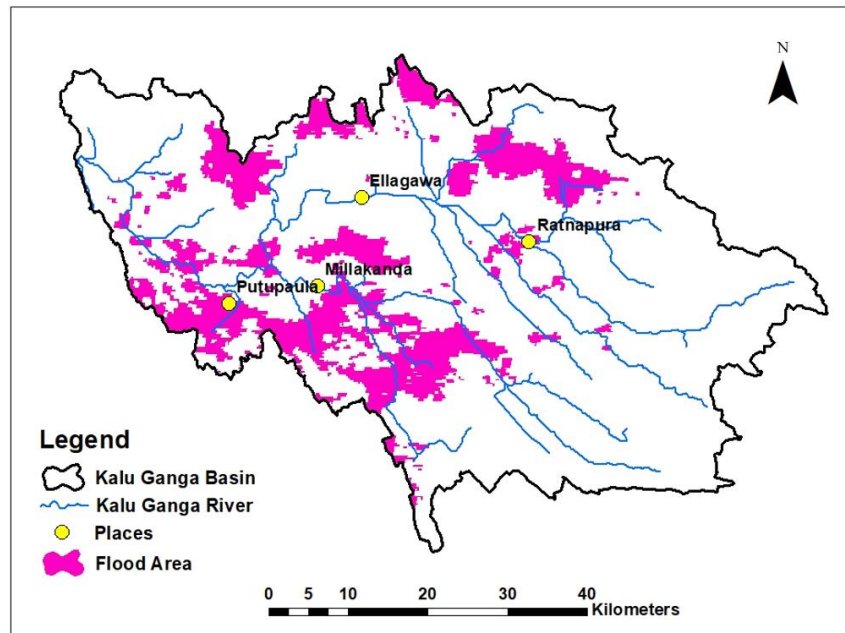 N
Ellagawa
Ratnapura
Millakanda
Putupaula
Legend
Kalu Ganga Basin
Kalu Ganga River
Places
Flood Area
0 5 10 20 30 40
Kilometers